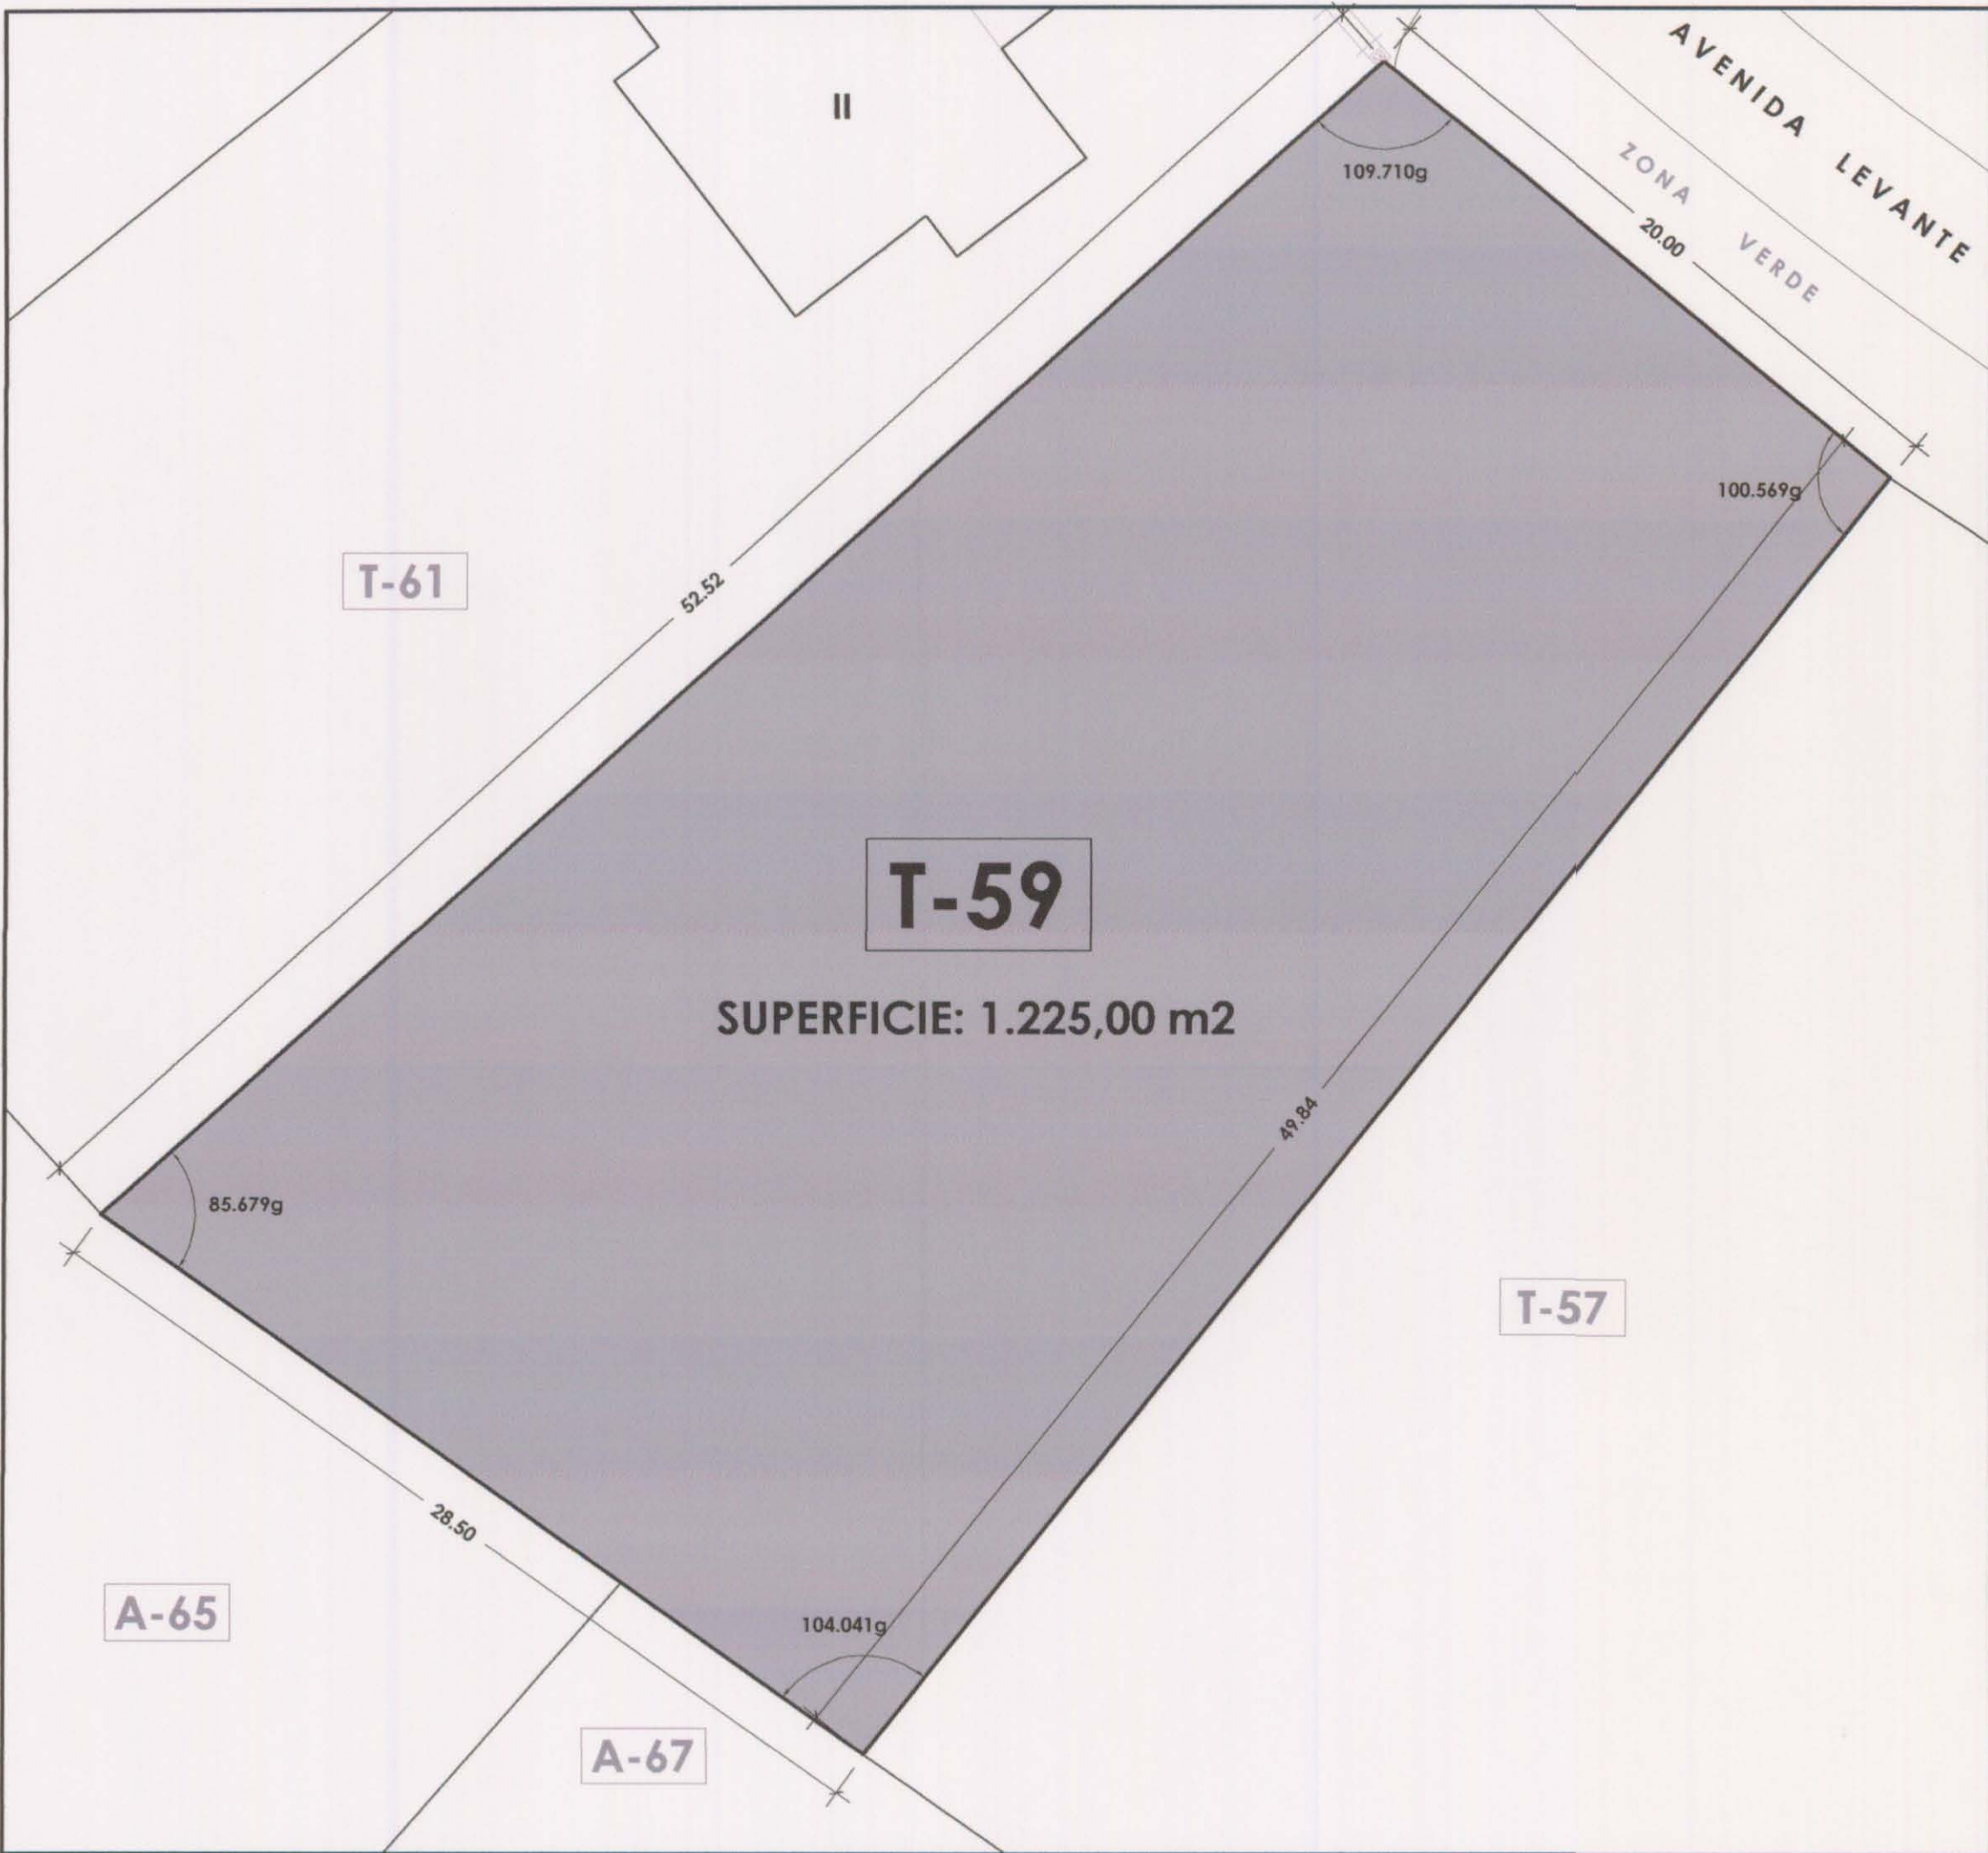 AVENIDA LEVANTE
II
ZONA VERDE
109.710g
20.00
100.569g
T-61
52.52
T-59
SUPERFICIE: 1.225,00 m2
49.84
85.679g
T-57
28.50
A-65
104.041g
A-67